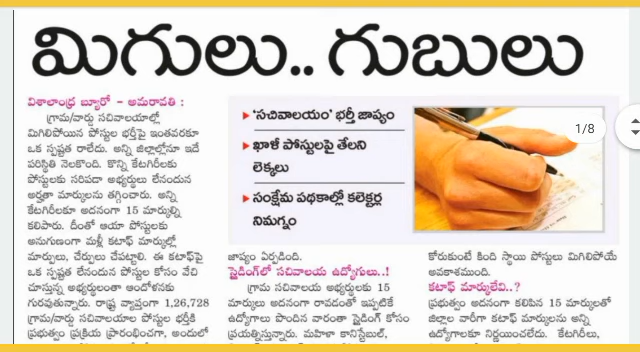 మిగులు.. గుబులు
విశాలాంధ్ర బ్యూరో - అమరావతి :
గ్రామ/వార్డు సచివాలయాల్లో
మిగిలిపోయిన పోస్టుల భర్తీపై ఇంతవరకూ
ఒక స్పష్టత రాలేదు. అన్ని జిల్లాల్లోనూ ఇదే
పరిస్థితి నెలకొంది. కొన్ని కేటగిరీలకు
పోస్టులకు సరిపడా అభ్యర్థులు లేనందున
అర్హతా మార్కులను తగ్గించారు. అన్ని
కేటగిరీలకూ అదనంగా 15 మార్కుల్ని
కలిపారు. దీంతో ఆయా పోస్టులకు
అనుగుణంగా మళ్లీ కటాఫ్ మార్కుల్లో
మార్పులు, చేర్పులు చేపట్టాలి. ఈ కటాఫ్‌పై
ఒక స్పష్టత లేనందున పోస్టుల కోసం వేచి
చూస్తున్న అభ్యర్థులంతా ఆందోళనకు
గురవుతున్నారు. రాష్ట్ర వ్యాప్తంగా 1,26,728
గ్రామ/వార్డు సచివాలయాల పోస్టుల భర్తీకి
ప్రభుత్వం ప్రక్రియ ప్రారంభించగా, అందులో
'సచివాలయం' భర్తీ జాప్యం
ఖాళీ పోస్టులపై తేలని
లెక్కలు
సంక్షేమ పథకాల్లో కలెక్టర్ల
నిమగ్నం
1/8
జాప్యం ఏర్పడింది.
స్లైడింగ్‌లో సచివాలయ ఉద్యోగులు..!
గ్రామ సచివాలయ అభ్యర్థులకు 15
మార్కులు అదనంగా రావడంతో ఇప్పటికే
ఉద్యోగాలు పొందిన వారంతా స్లైడింగ్ కోసం
ప్రయత్నిస్తున్నారు. మహిళా కానిస్టేబుల్,
కోరుకుంటే కింది స్థాయి పోస్టులు మిగిలిపోయే
అవకాశముంది.
కటాఫ్ మార్కులేవి..?
ప్రభుత్వం అదనంగా కలిపిన 15 మార్కులతో
జిల్లాల వారీగా కటాఫ్ మార్కులను అన్ని
ఉద్యోగాలకూ నిర్ణయించలేదు. కేటగిరీలు,